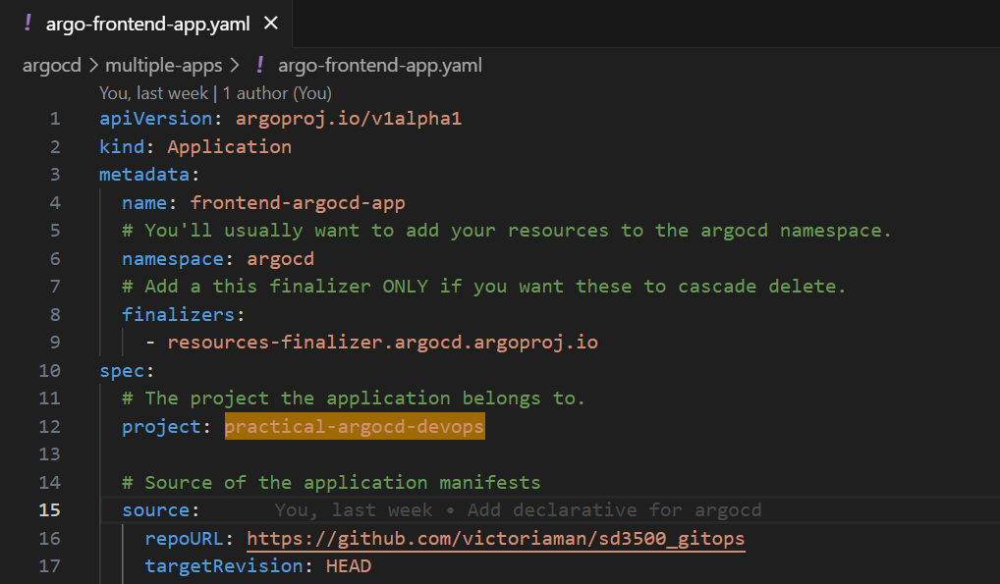 ! argo-frontend-app.yaml ×
argocd > multiple-apps > ! argo-frontend-app.yaml
You, last week | 1 author (You)
1 apiVersion: argoproj.io/v1alpha1
2 kind: Application
3 metadata:
4   name: frontend-argocd-app
5   # You'll usually want to add your resources to the argocd namespace.
6   namespace: argocd
7   # Add a this finalizer ONLY if you want these to cascade delete.
8   finalizers:
9     - resources-finalizer.argocd.argoproj.io
10 spec:
11   # The project the application belongs to.
12   project: practical-argocd-devops
13
14   # Source of the application manifests
15   source:       You, last week • Add declarative for argocd
16     repoURL: https://github.com/victoriaman/sd3500_gitops
17     targetRevision: HEAD